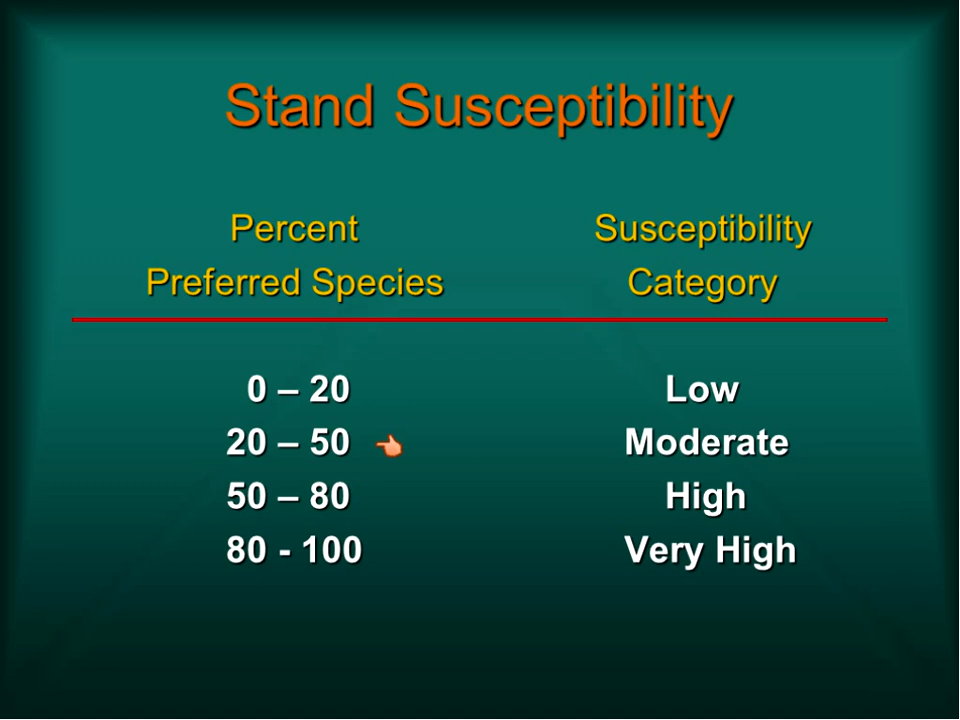 Stand Susceptibility
Percent Susceptibility
Preferred Species Category
0 – 20 Low
20 – 50 Moderate
50 – 80 High
80 - 100 Very High